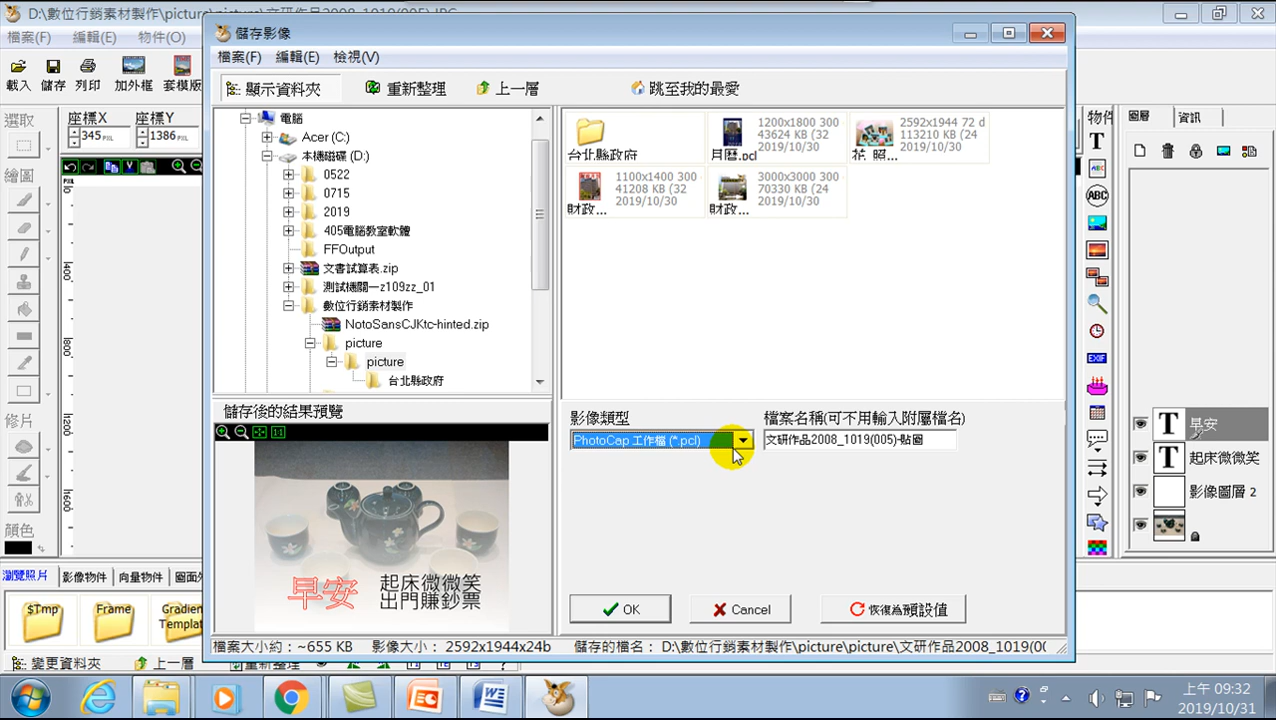 D:\數位行銷素材製作\picture\picture\文研作品2008_1019(005).JPG
檔案(F) 編輯(E) 物件(O)
載入 儲存 列印 加外框 套模版
選取
座標X 座標Y
345 PXL 1386 PXL
繪圖
修片
顏色
儲存影像
檔案(F) 編輯(E) 檢視(V)
顯示資料夾 重新整理 上一層 跳至我的最愛
電腦
Acer (C:)
本機磁碟 (D:)
0522
0715
2019
405電腦教室軟體
FFOutput
文書試算表.zip
測試機關一z109zz_01
數位行銷素材製作
NotoSansCJKtc-hinted.zip
picture
picture
台北縣政府
台北縣政府
月曆.pcl
1200x1800 300
43624 KB (32
2019/10/30
花_照...
2592x1944 72 d
113210 KB (24
2019/10/30
財政...
1100x1400 300
41208 KB (32
2019/10/30
財政...
3000x3000 300
70330 KB (24
2019/10/30
儲存後的結果預覽
早安 起床微微笑
出門賺鈔票
影像類型 檔案名稱(可不用輸入附屬檔名)
PhotoCap 工作檔 (*.pcl) 文研作品2008_1019(005)-點圖
OK Cancel 恢復為預設值
檔案大小約：~655 KB 影像大小： 2592x1944x24b 儲存的檔名： D:\數位行銷素材製作\picture\picture\文研作品2008_1019(0(
物件
T
ABC
EXIF
圖層 資訊
T 早安
T 起床微微笑
影像圖層 2
瀏覽照片 影像物件 向量物件
$Tmp Frame Gradien
Templat
變更資料夾 上一層 重新整理
上午 09:32
2019/10/31